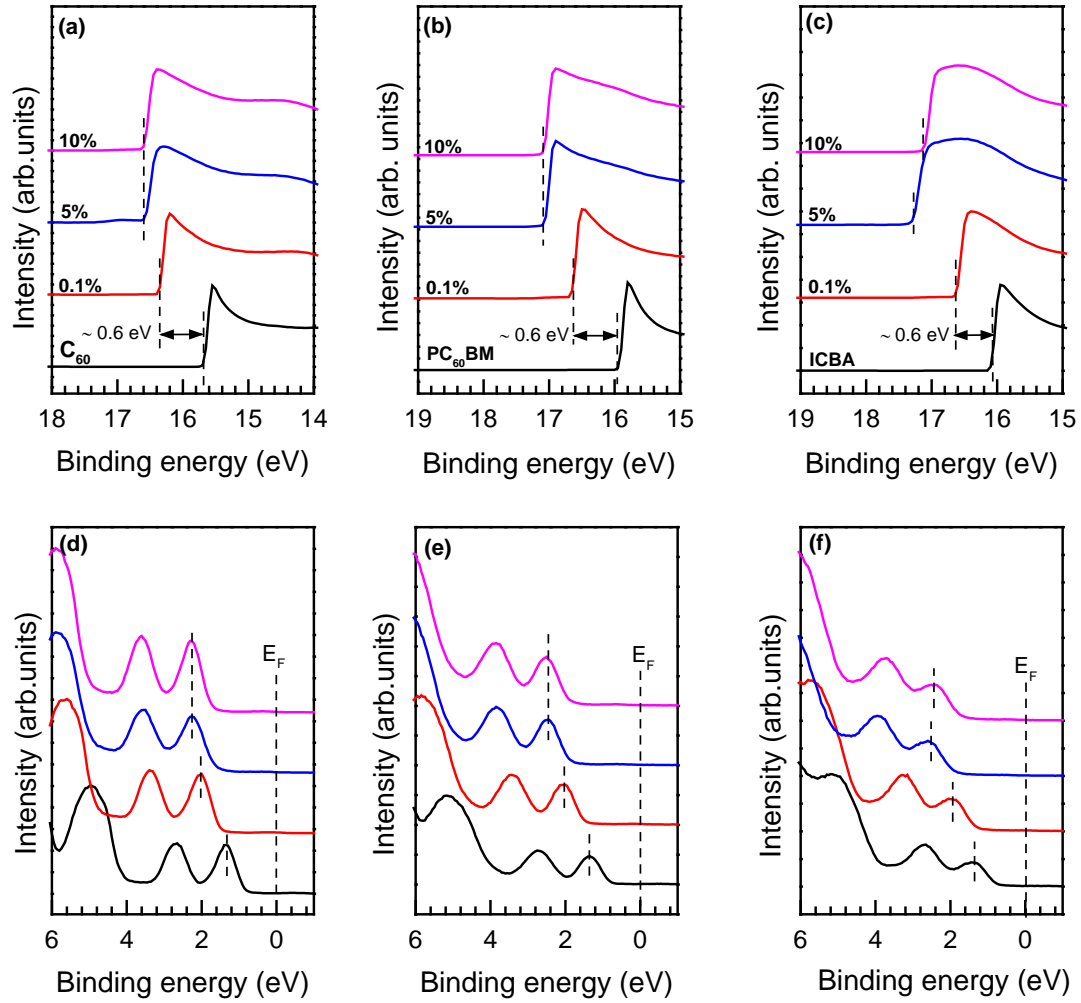 (a)
10%
5%
0.1%
~ 0.6 eV
C60
18 17 16 15 14
Binding energy (eV)
Intensity (arb. units)
(b)
10%
5%
0.1%
~ 0.6 eV
PC60BM
19 18 17 16 15
Binding energy (eV)
Intensity (arb. units)
(c)
10%
5%
0.1%
~ 0.6 eV
ICBA
19 18 17 16 15
Binding energy (eV)
Intensity (arb. units)
(d)
EF
6 4 2 0
Binding energy (eV)
Intensity (arb.units)
(e)
EF
6 4 2 0
Binding energy (eV)
Intensity (arb.units)
(f)
EF
6 4 2 0
Binding energy (eV)
Intensity (arb.units)